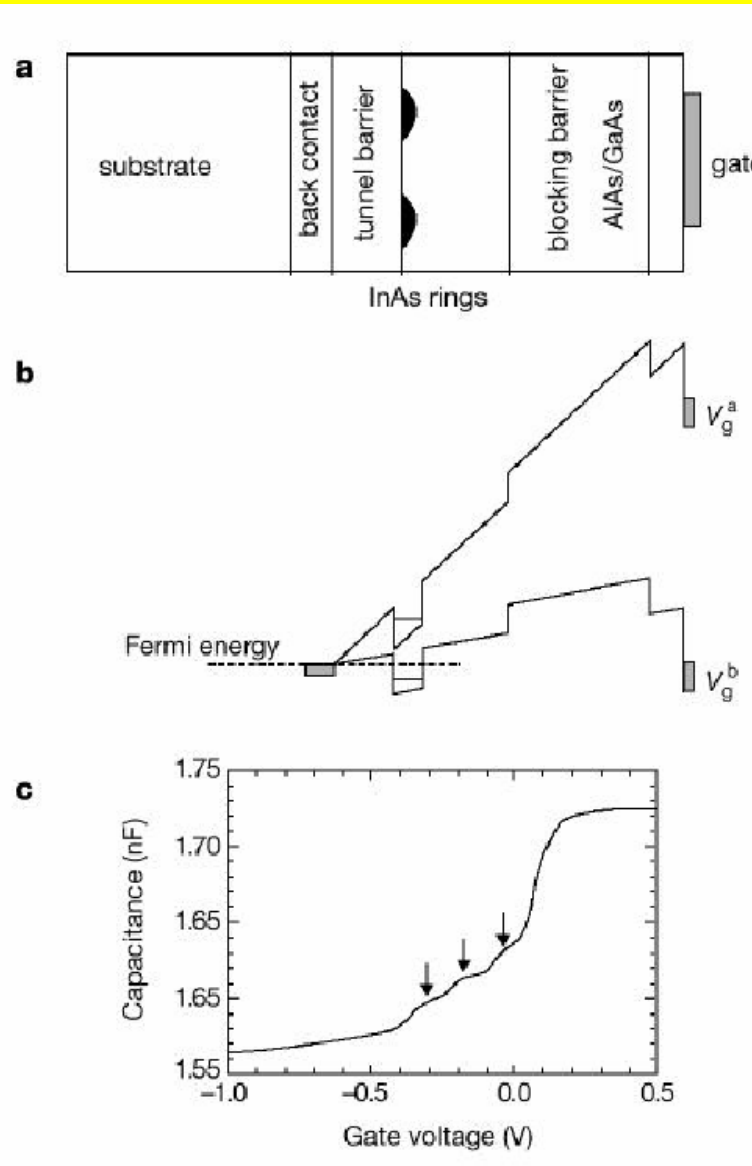 a
substrate
back contact
tunnel barrier
blocking barrier
AlAs/GaAs
gate
InAs rings
b
V_g^a
Fermi energy
V_g^b
c
Capacitance (nF)
1.75
1.70
1.65
1.65
1.55
–1.0
–0.5
0.0
0.5
Gate voltage (V)